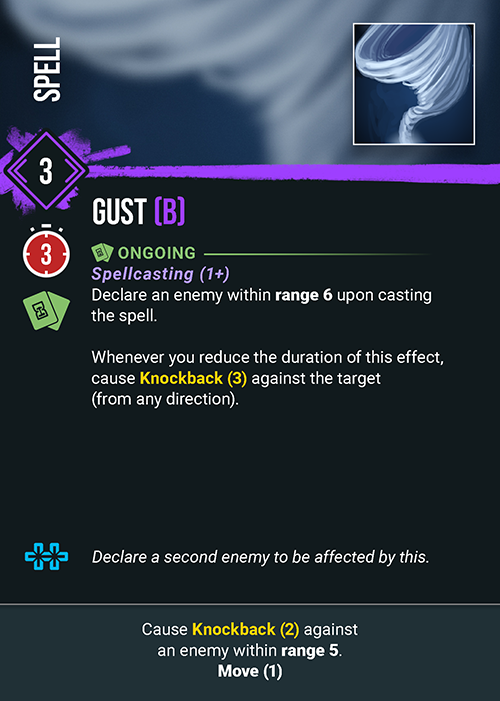 SPELL
3
GUST (B)
3
ONGOING
Spellcasting (1+)
Declare an enemy within range 6 upon casting
the spell.
Whenever you reduce the duration of this effect,
cause Knockback (3) against the target
(from any direction).
Declare a second enemy to be affected by this.
Cause Knockback (2) against
an enemy within range 5.
Move (1)